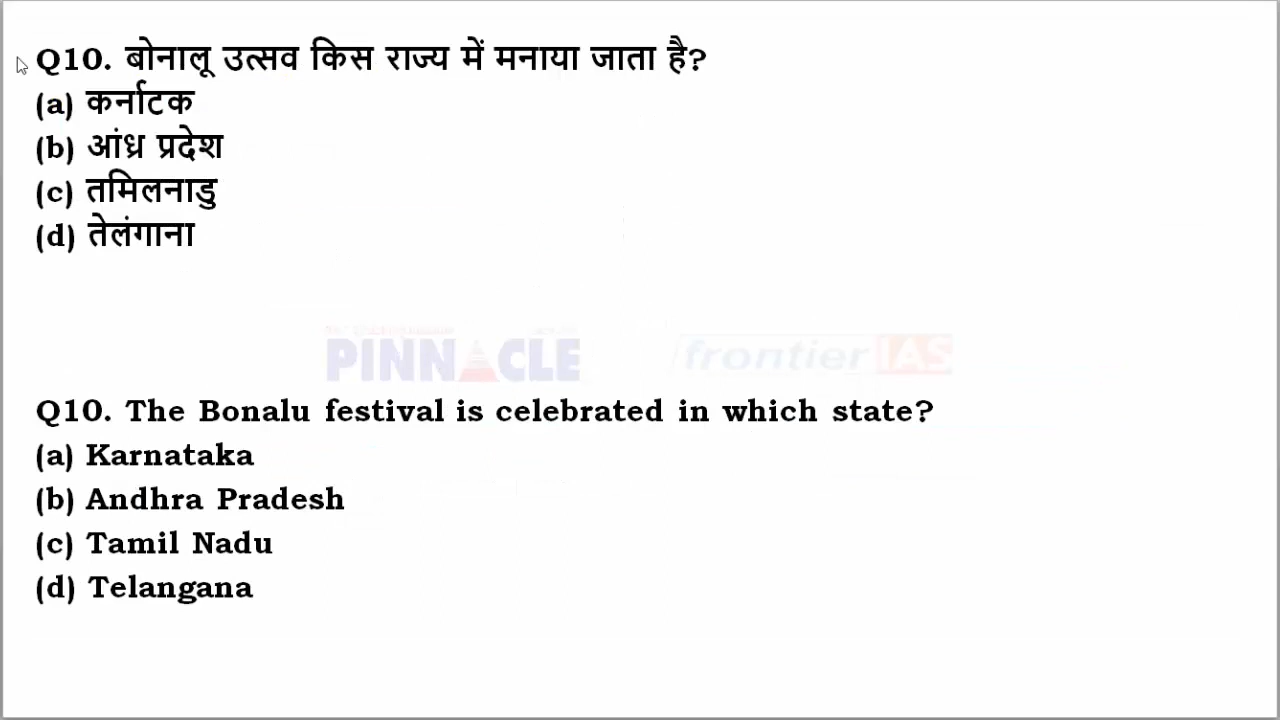 Q10. बोनालू उत्सव किस राज्य में मनाया जाता है?
(a) कर्नाटक
(b) आंध्र प्रदेश
(c) तमिलनाडु
(d) तेलंगाना
PINNACLE frontier IAS
Q10. The Bonalu festival is celebrated in which state?
(a) Karnataka
(b) Andhra Pradesh
(c) Tamil Nadu
(d) Telangana